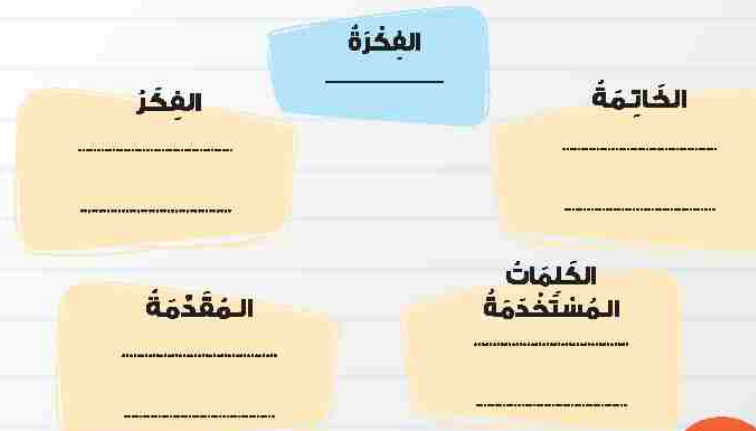 الفِكْرَةُ
الخَاتِمَةُ
الفِكَرُ
الكَلِمَاتُ
المُسْتَخْدَمَةُ
المُقَدِّمَةُ